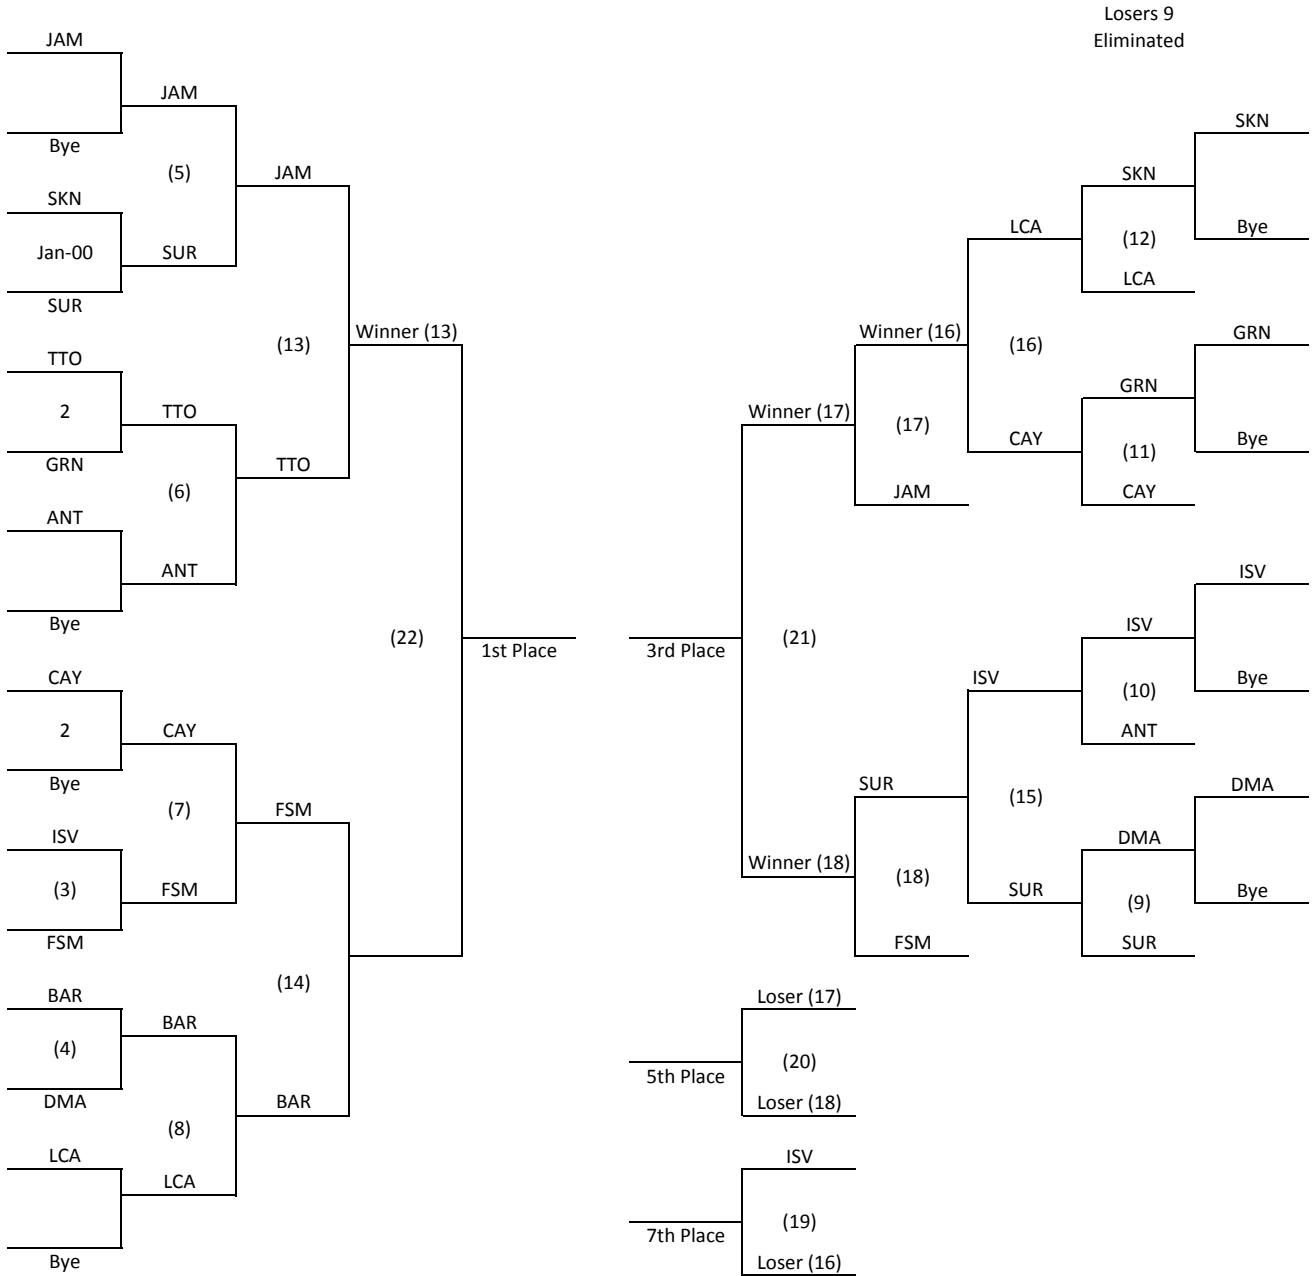 Losers 9
Eliminated
JAM
JAM
Bye
(5)
JAM
SKN
Jan-00
SUR
SUR
(13)
Winner (13)
TTO
2
TTO
GRN
TTO
(6)
ANT
ANT
Bye
(22)
1st Place
CAY
2
CAY
Bye
(7)
FSM
ISV
(3)
FSM
FSM
(14)
BAR
BAR
(4)
DMA
BAR
(8)
LCA
LCA
Bye
SKN
SKN
LCA
(12)
Bye
LCA
Winner (16)
(16)
GRN
GRN
Winner (17)
(17)
CAY
(11)
Bye
JAM
CAY
ISV
ISV
3rd Place
(21)
ISV
(10)
Bye
ANT
SUR
(15)
DMA
DMA
Winner (18)
(18)
SUR
(9)
Bye
FSM
SUR
Loser (17)
(20)
5th Place
Loser (18)
ISV
(19)
7th Place
Loser (16)